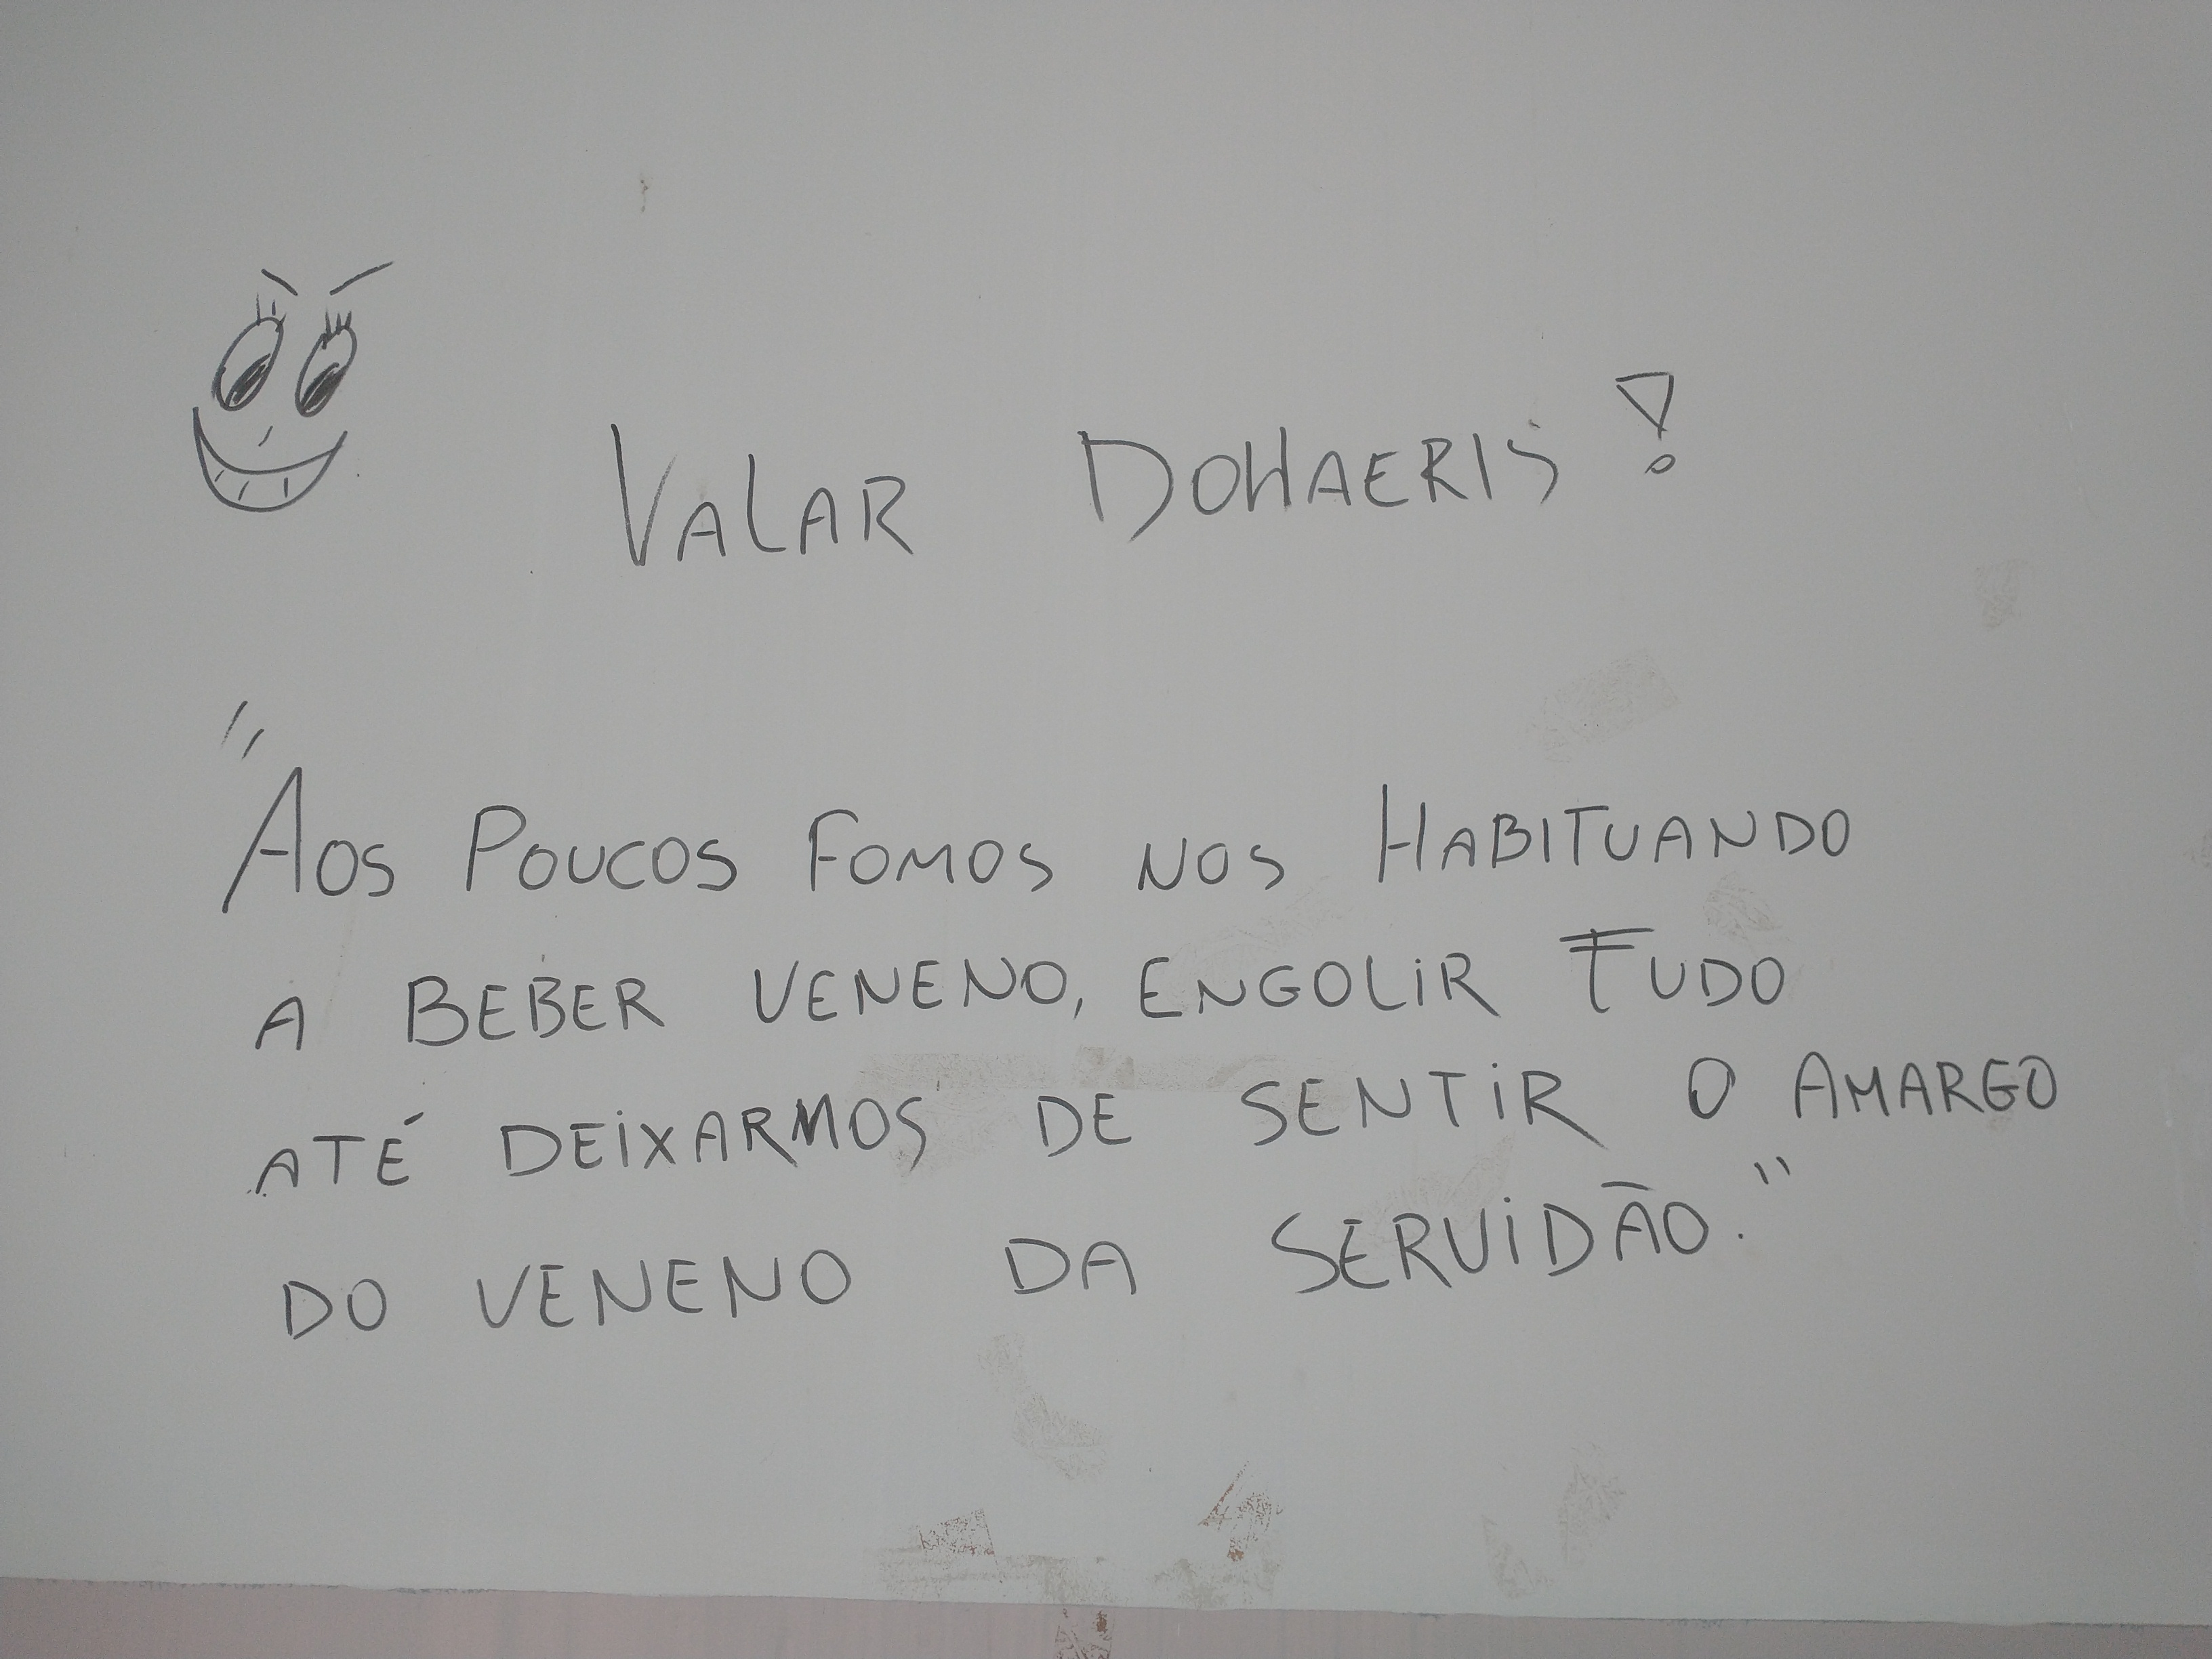 VALAR DOHAERIS!
"AOS POUCOS FOMOS NOS HABITUANDO
A BEBER VENENO, ENGOLIR TUDO
ATÉ DEIXARMOS DE SENTIR O AMARGO
DO VENENO DA SERVIDÃO."